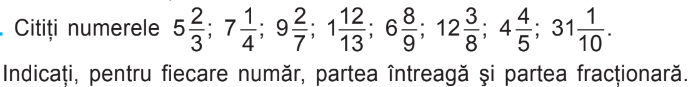 . Citiți numerele 5 2/3; 7 1/4; 9 2/7; 1 12/13; 6 8/9; 12 3/8; 4 4/5; 31 1/10.
Indicați, pentru fiecare număr, partea întreagă şi partea fracționară.